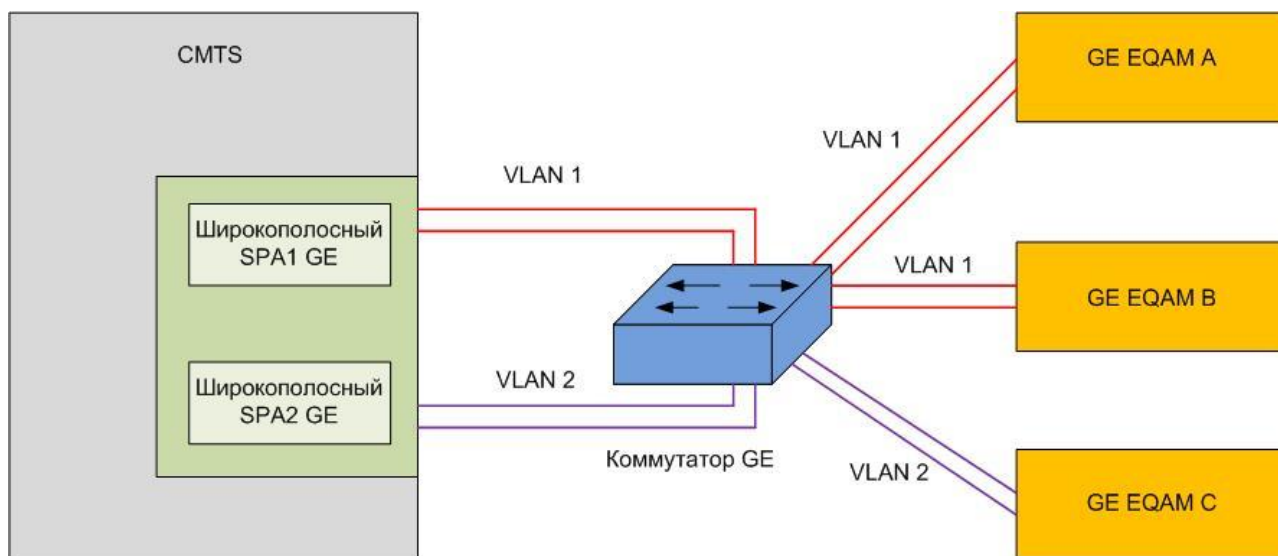 CMTS
GE EQAM A
VLAN 1
VLAN 1
Широкополосный
SPA1 GE
VLAN 1
GE EQAM B
Широкополосный
SPA2 GE
VLAN 2
Коммутатор GE
VLAN 2
GE EQAM C